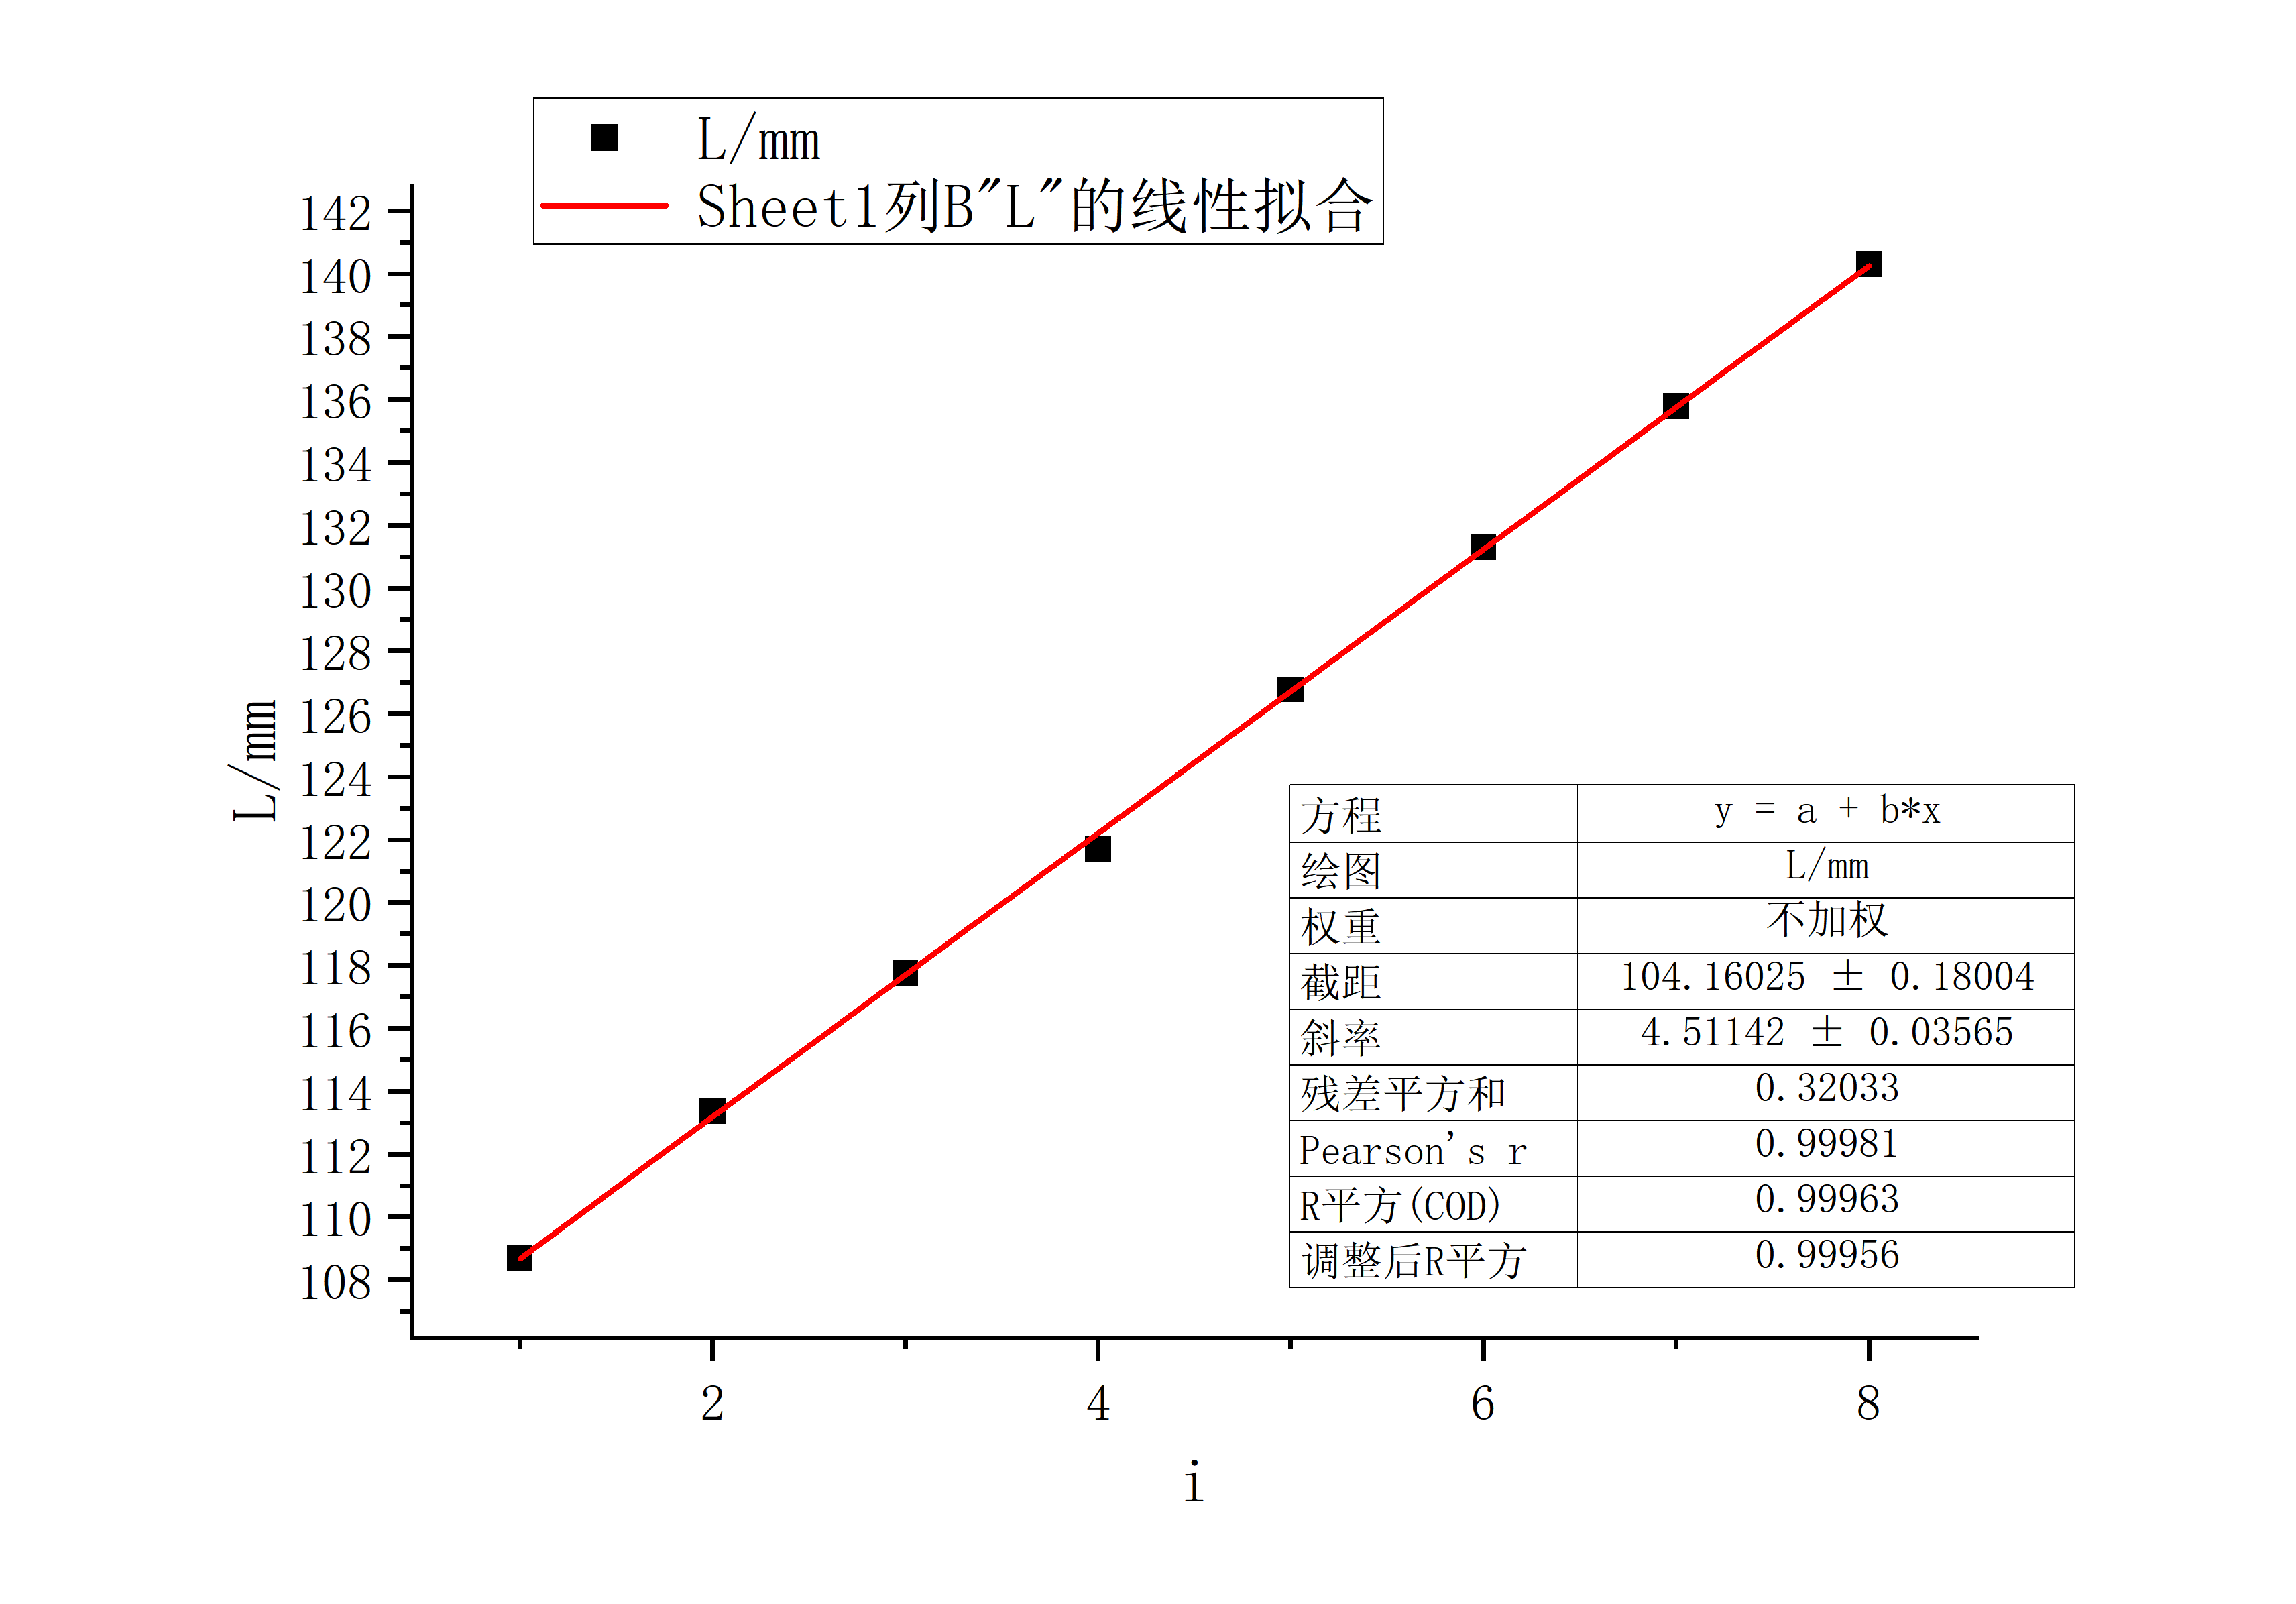 L/mm
Sheet1列B"L"的线性拟合
142
140
138
136
134
132
130
128
126
124
122
120
118
116
114
112
110
108
L/mm
2 4 6 8
i
方程 y = a + b*x
绘图 L/mm
权重 不加权
截距 104.16025 ± 0.18004
斜率 4.51142 ± 0.03565
残差平方和 0.32033
Pearson's r 0.99981
R平方(COD) 0.99963
调整后R平方 0.99956